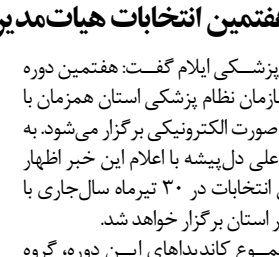 هفتمین انتخابات هیات‌مدیر
پزشکی ایلام گفت: هفتمین دوره
ازمان نظام پزشکی استان همزمان با
صورت الکترونیکی برگزار می‌شود. به
علی دل‌پیشه با اعلام این خبر اظهار
انتخابات در ۳۰ تیرماه سال‌جاری با
ر استان برگزار خواهد شد.
موع کاندیداهای این دوره، گروه